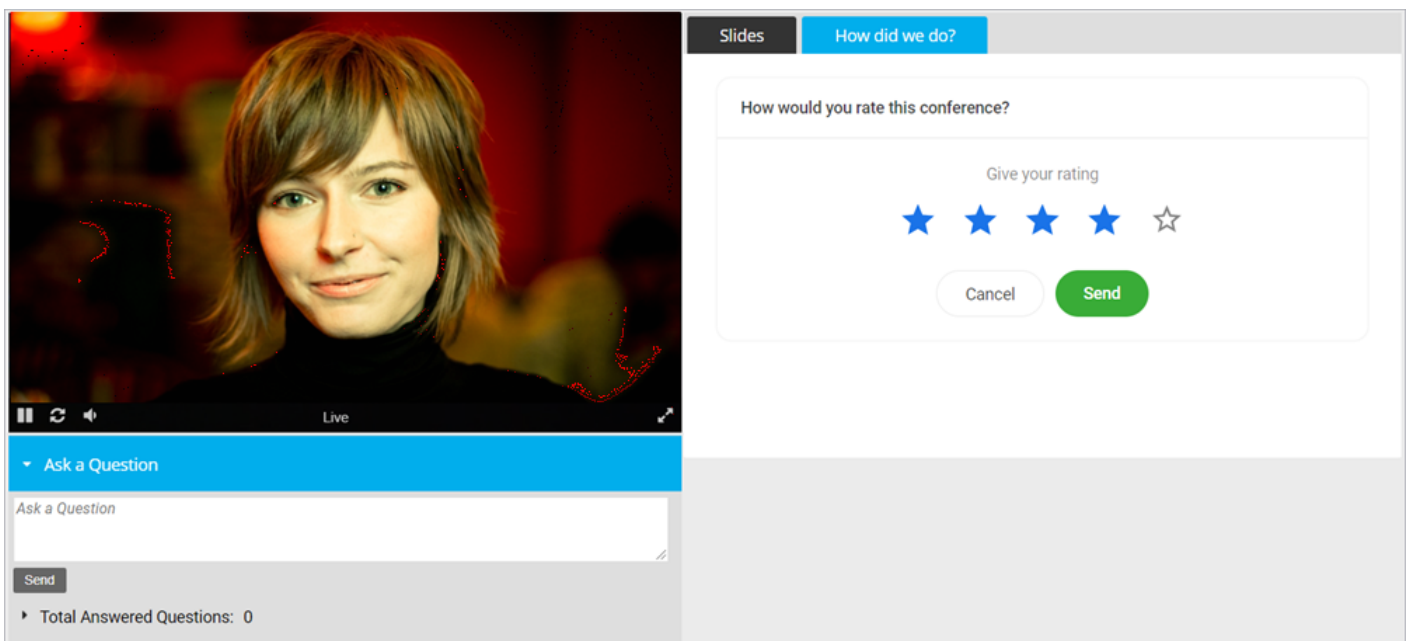 Live
Ask a Question
Ask a Question
Send
Total Answered Questions: 0
Slides
How did we do?
How would you rate this conference?
Give your rating
Cancel
Send